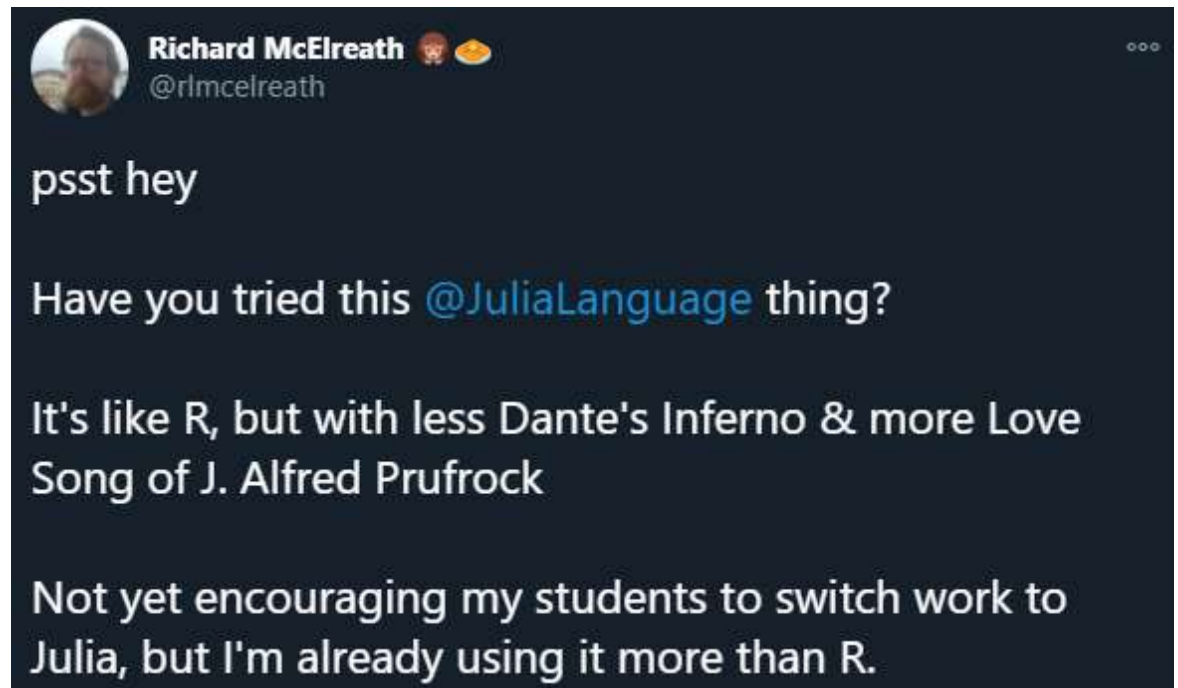 Richard McElreath
@rlmcelreath
psst hey
Have you tried this @JuliaLanguage thing?
It's like R, but with less Dante's Inferno & more Love
Song of J. Alfred Prufrock
Not yet encouraging my students to switch work to
Julia, but I'm already using it more than R.